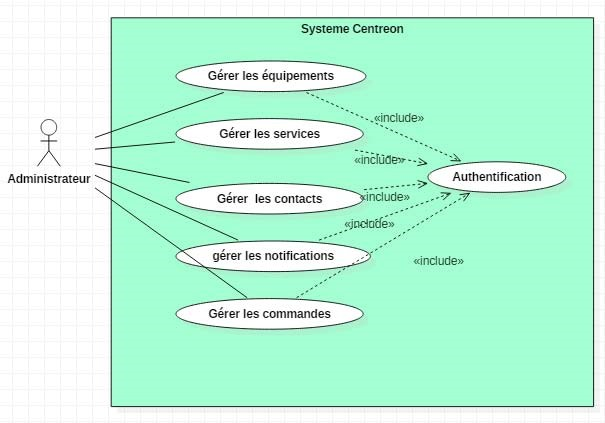 Systeme Centreon
Gérer les équipements
«include»
Gérer les services
«include»
Administrateur
Authentification
Gérer  les contacts
«include»
«include»
gérer les notifications
«include»
Gérer les commandes